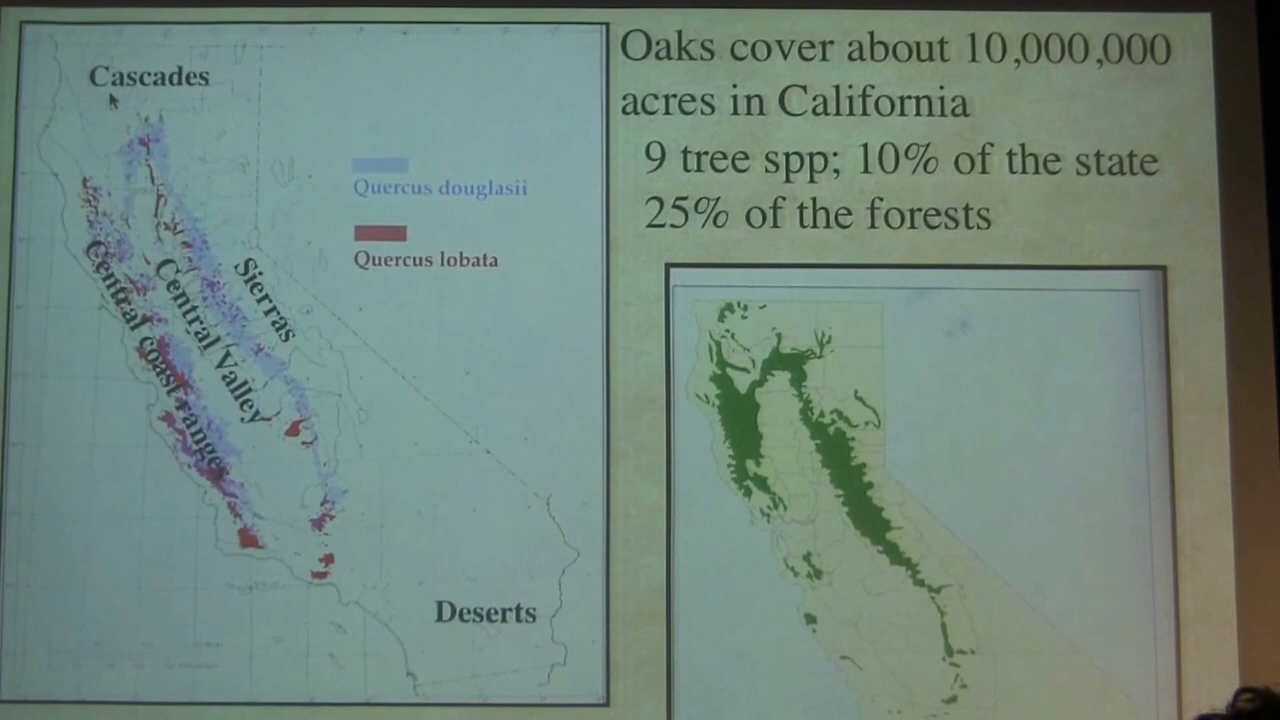 Oaks cover about 10,000,000
acres in California
9 tree spp; 10% of the state
25% of the forests
Cascades
Quercus douglasii
Quercus lobata
Sierras
Central Valley
Central coast ranges
Deserts